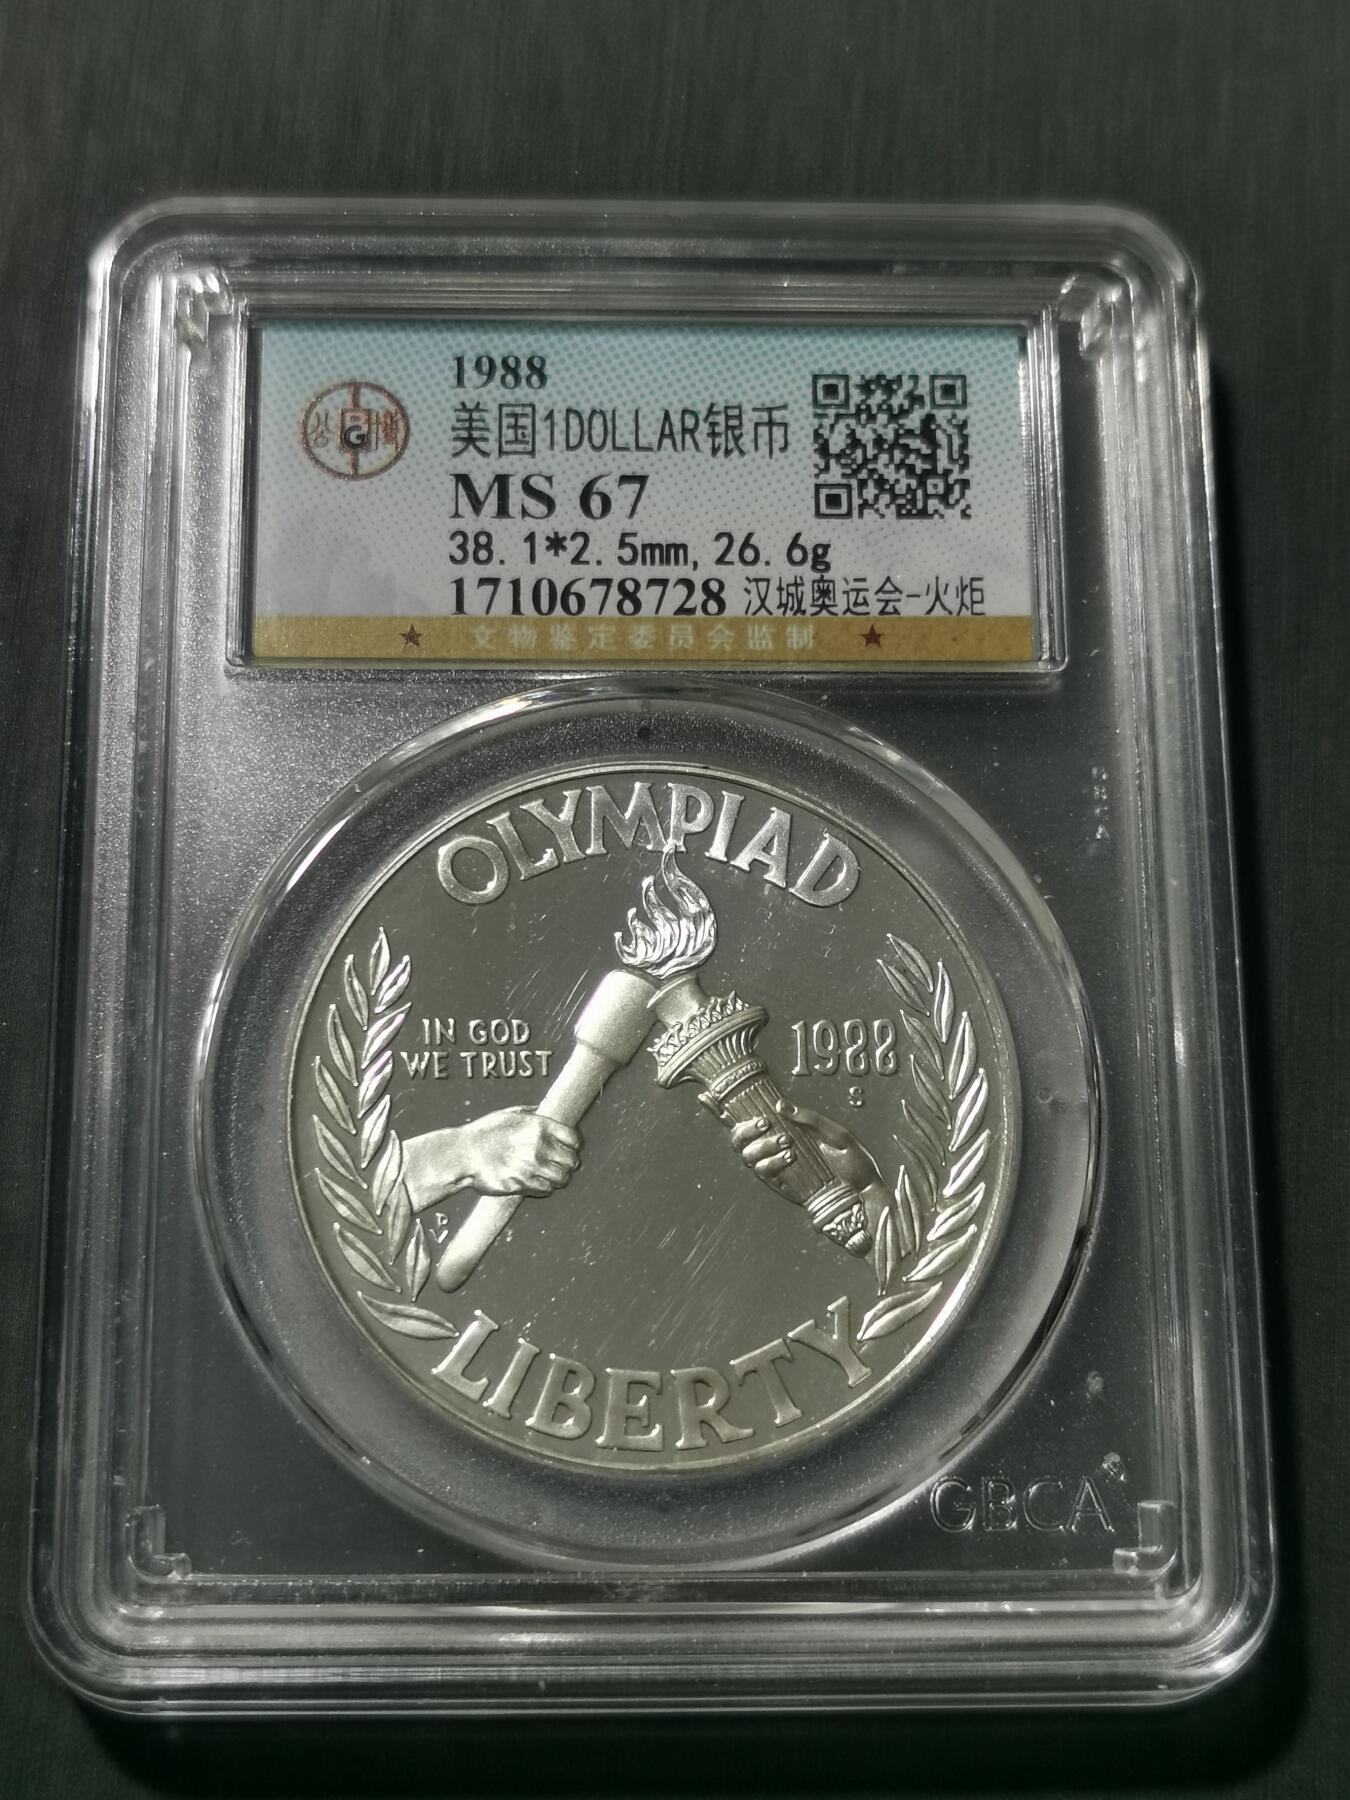 1988
美国1DOLLAR银币
MS 67
38.1*2.5mm,26.6g
1710678728 汉城奥运会-火炬
★ 文物鉴定委员会监制 ★
公 G 博
OLYMPIAD
IN GOD
WE TRUST
1988
S
LIBERTY
GBCA